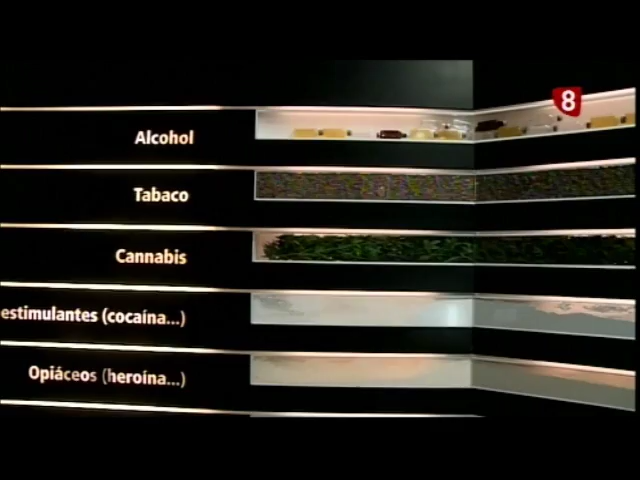 8
Alcohol
Tabaco
Cannabis
estimulantes (cocaína...)
Opiáceos (heroína...)